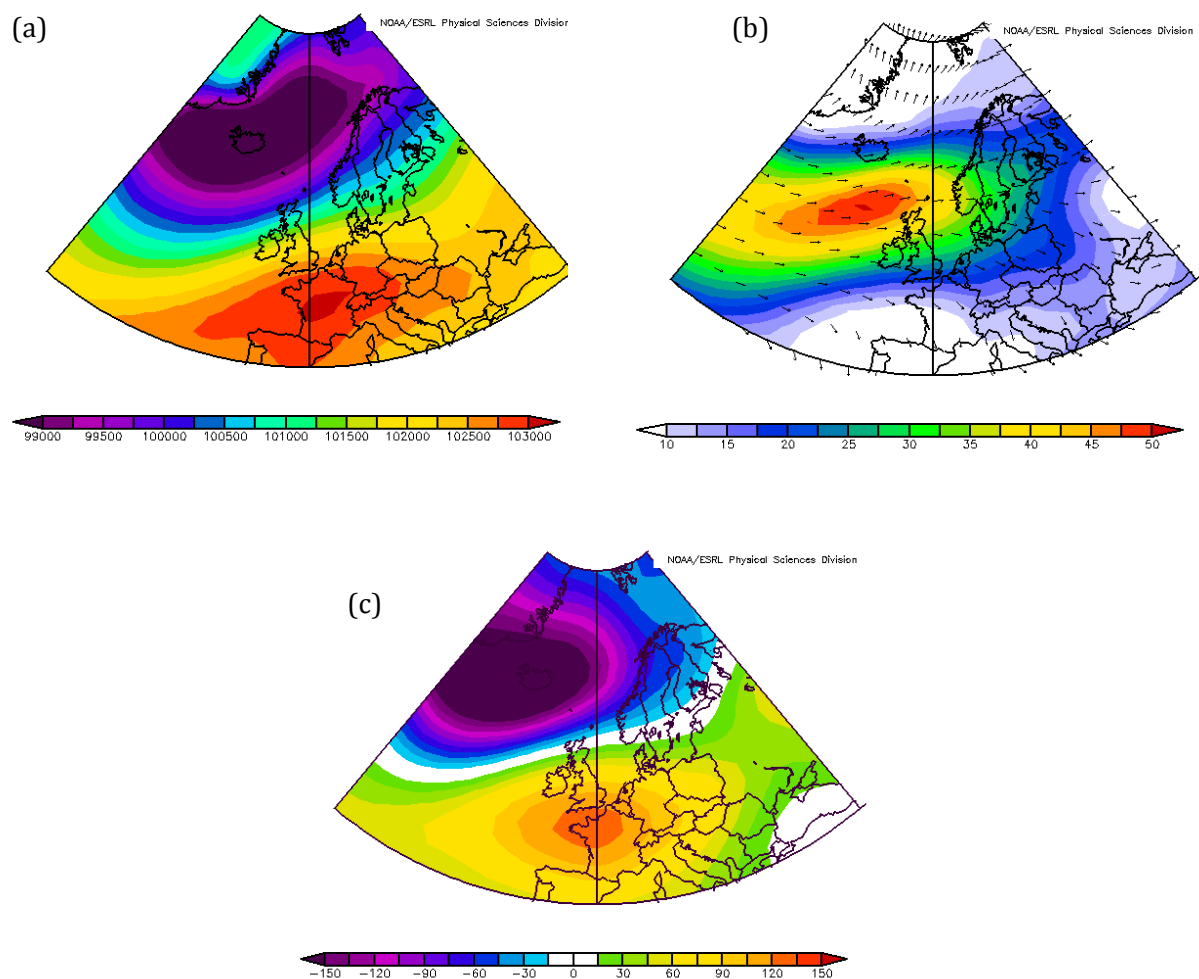 (a)
NOAA/ESRL Physical Sciences Division
99000 99500 100000 100500 101000 101500 102000 102500 103000
(b)
NOAA/ESRL Physical Sciences Division
10 15 20 25 30 35 40 45 50
(c)
NOAA/ESRL Physical Sciences Division
-150 -120 -90 -60 -30 0 30 60 90 120 150